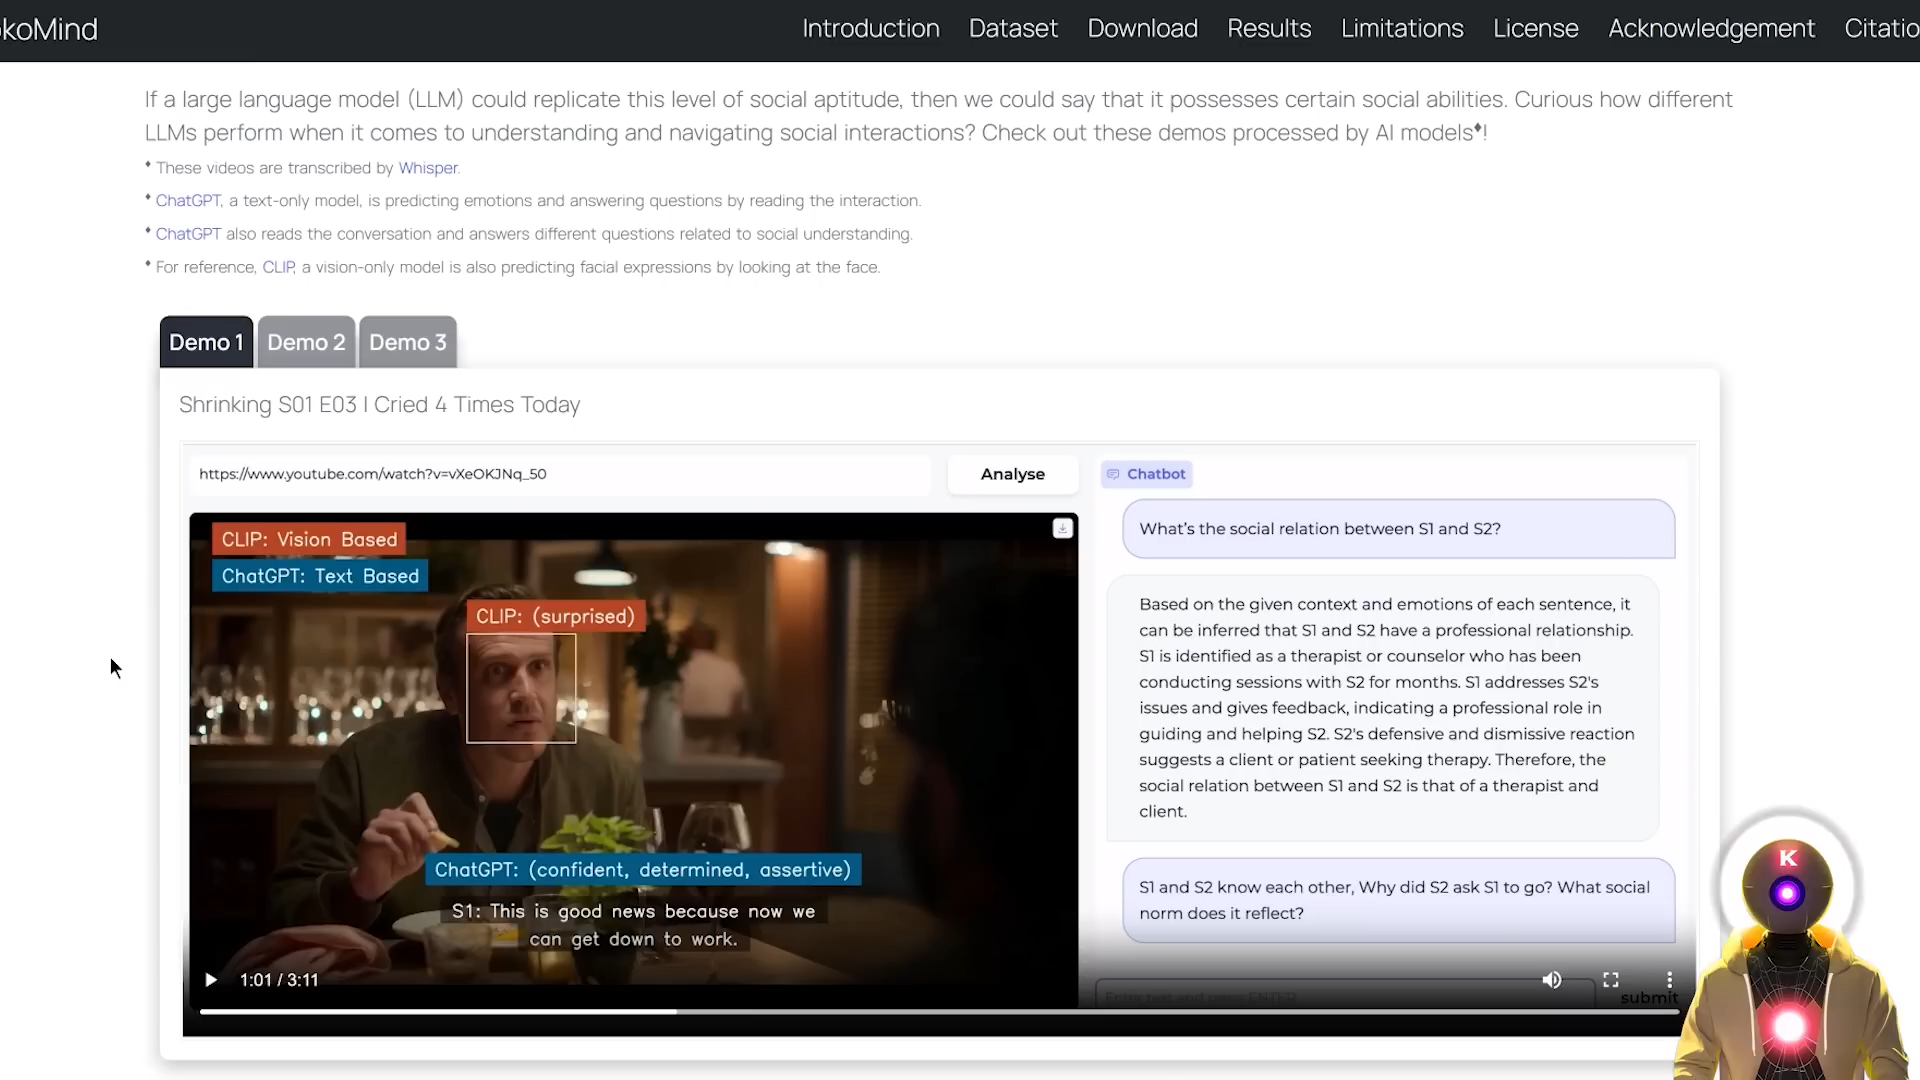 okoMind
Introduction Dataset Download Results Limitations License Acknowledgement Citatio
If a large language model (LLM) could replicate this level of social aptitude, then we could say that it possesses certain social abilities. Curious how different
LLMs perform when it comes to understanding and navigating social interactions? Check out these demos processed by AI models♦!
♦ These videos are transcribed by Whisper.
♦ ChatGPT, a text-only model, is predicting emotions and answering questions by reading the interaction.
♦ ChatGPT also reads the conversation and answers different questions related to social understanding.
♦ For reference, CLIP, a vision-only model is also predicting facial expressions by looking at the face.
Demo 1 Demo 2 Demo 3
Shrinking S01 E03 | Cried 4 Times Today
https://www.youtube.com/watch?v=vXeOKJNq_50
Analyse
CLIP: Vision Based
ChatGPT: Text Based
CLIP: (surprised)
ChatGPT: (confident, determined, assertive)
S1: This is good news because now we
can get down to work.
1:01 / 3:11
Chatbot
What's the social relation between S1 and S2?
Based on the given context and emotions of each sentence, it
can be inferred that S1 and S2 have a professional relationship.
S1 is identified as a therapist or counselor who has been
conducting sessions with S2 for months. S1 addresses S2's
issues and gives feedback, indicating a professional role in
guiding and helping S2. S2's defensive and dismissive reaction
suggests a client or patient seeking therapy. Therefore, the
social relation between S1 and S2 is that of a therapist and
client.
S1 and S2 know each other, Why did S2 ask S1 to go? What social
norm does it reflect?
Enter text and press ENTER
submit
K